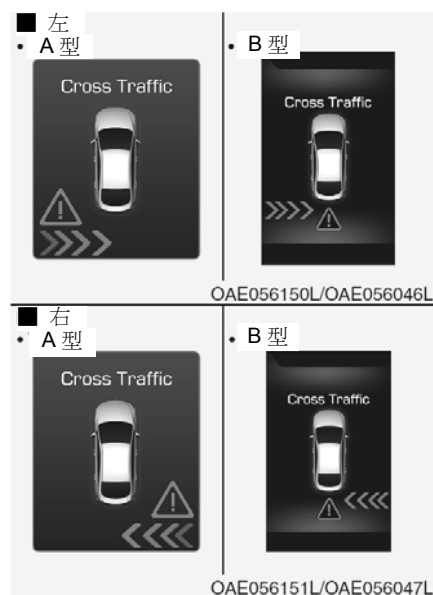 ■ 左
• A 型
Cross Traffic
• B 型
Cross Traffic
OAE056150L/OAE056046L
■ 右
• A 型
Cross Traffic
• B 型
Cross Traffic
OAE056151L/OAE056047L